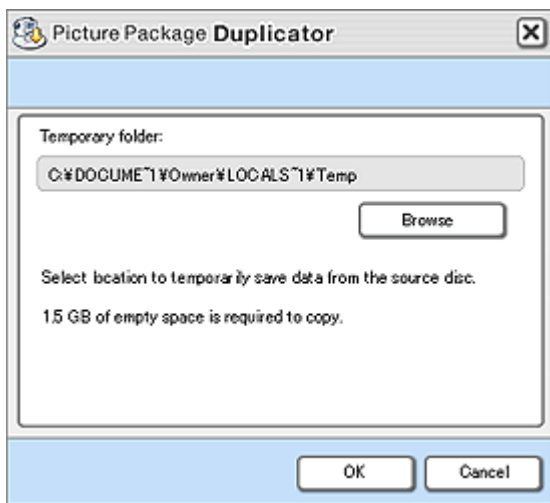 Picture Package Duplicator
Temporary folder:
C:¥DOCUME~1¥Owner¥LOCALS~1¥Temp
Browse
Select location to temporarily save data from the source disc.
1.5 GB of empty space is required to copy.
OK
Cancel